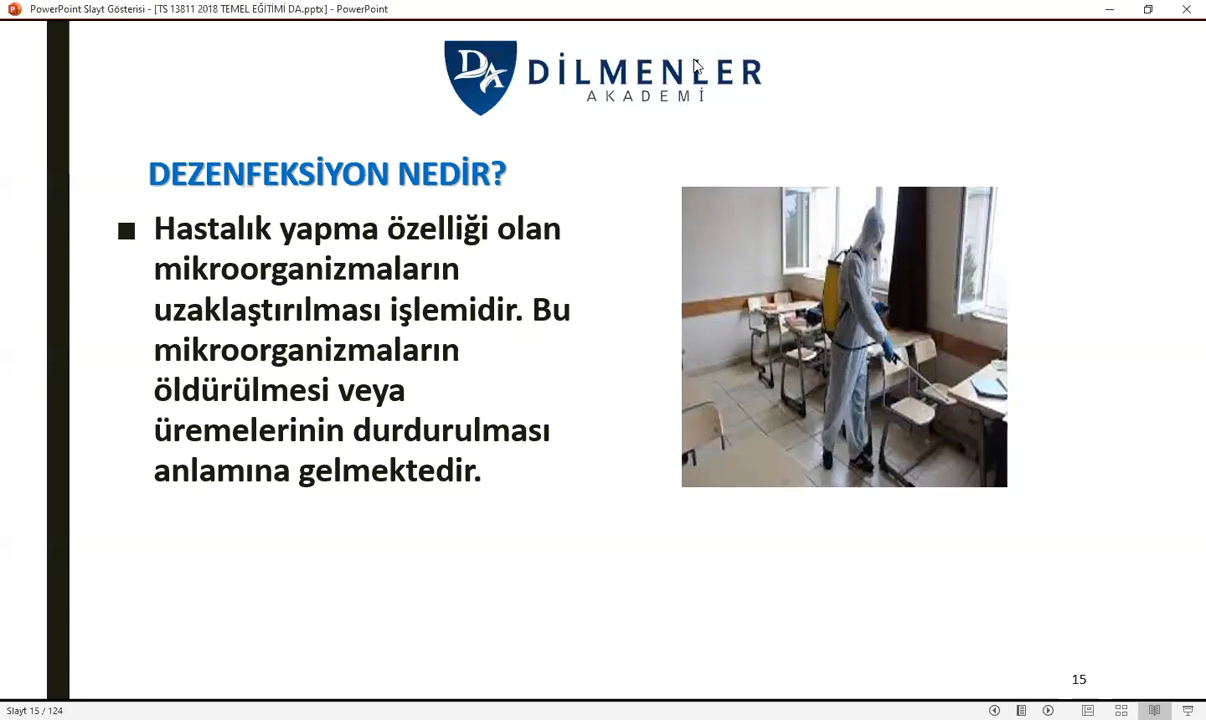 PowerPoint Slayt Gösterisi - [TS 13811 2018 TEMEL EĞİTİMİ DA.pptx] - PowerPoint
DA DİLMENLER
AKADEMİ
DEZENFEKSİYON NEDİR?
■ Hastalık yapma özelliği olan
mikroorganizmaların
uzaklaştırılması işlemidir. Bu
mikroorganizmaların
öldürülmesi veya
üremelerinin durdurulması
anlamına gelmektedir.
15
Slayt 15 / 124